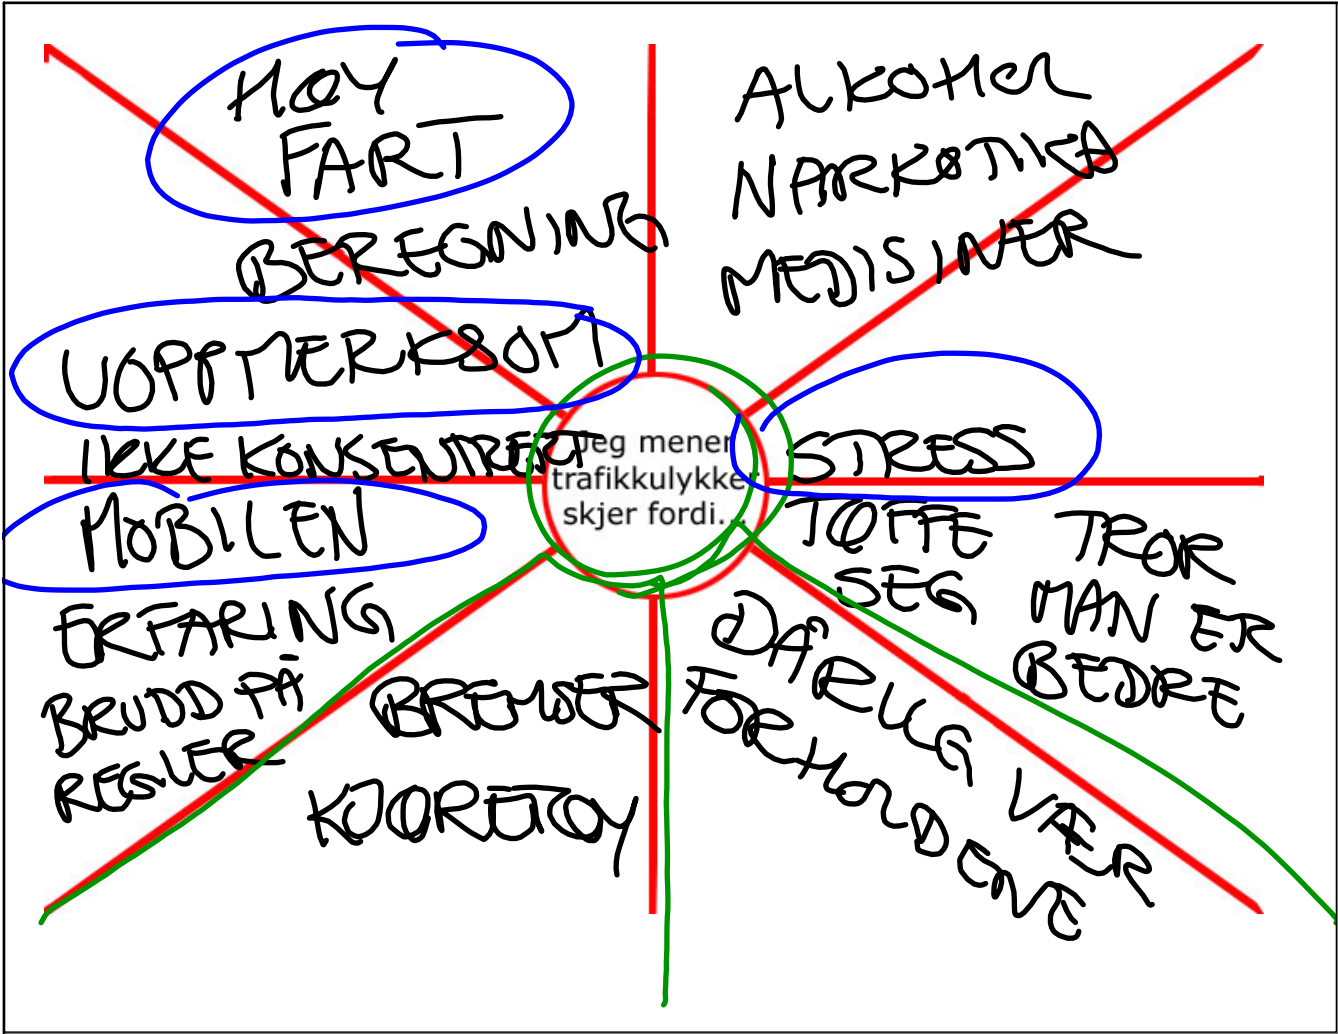 HØY
FART
BEREGNING
UOPPMERKSOM
IKKE KONSENTRERT
MOBILEN
ERFARING
BRUDD PÅ
REGLER
ALKOHOL
NARKOTIKA
MEDISINER
Jeg mener
trafikkulykker
skjer fordi...
STRESS
TØFFE
SEG
TROR
MAN ER
BEDRE
BREMSER
KJØRETØY
DÅRLIG VÆR
FORHOLDENE